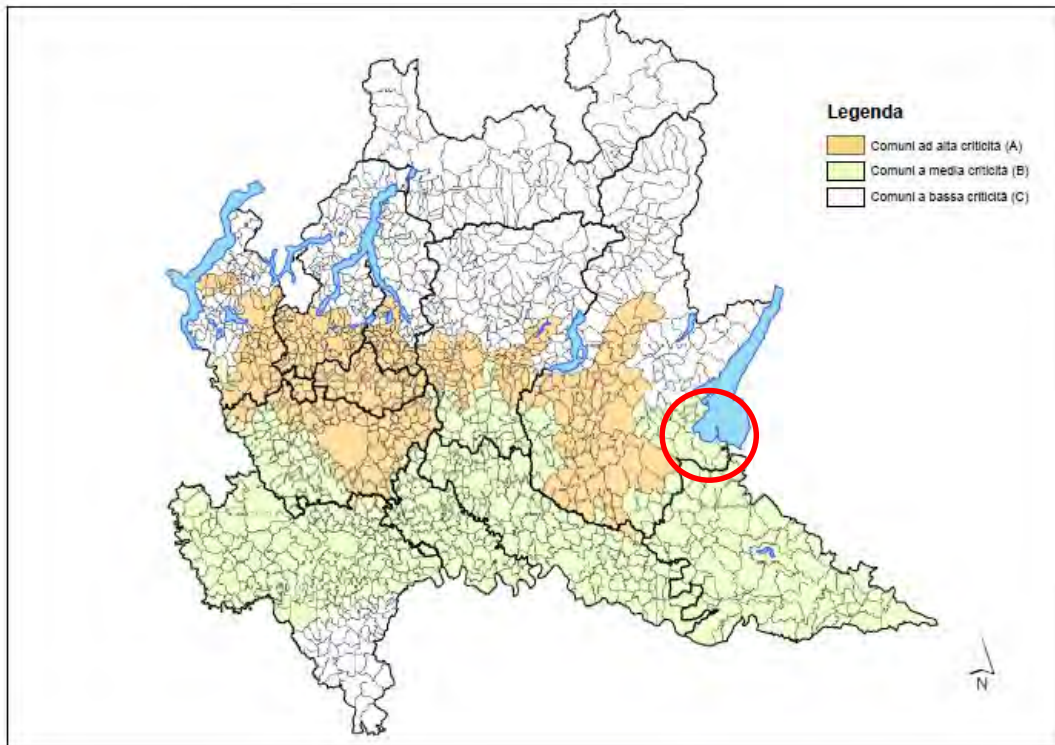 Legenda
Comuni ad alta criticità (A)
Comuni a media criticità (B)
Comuni a bassa criticità (C)
N